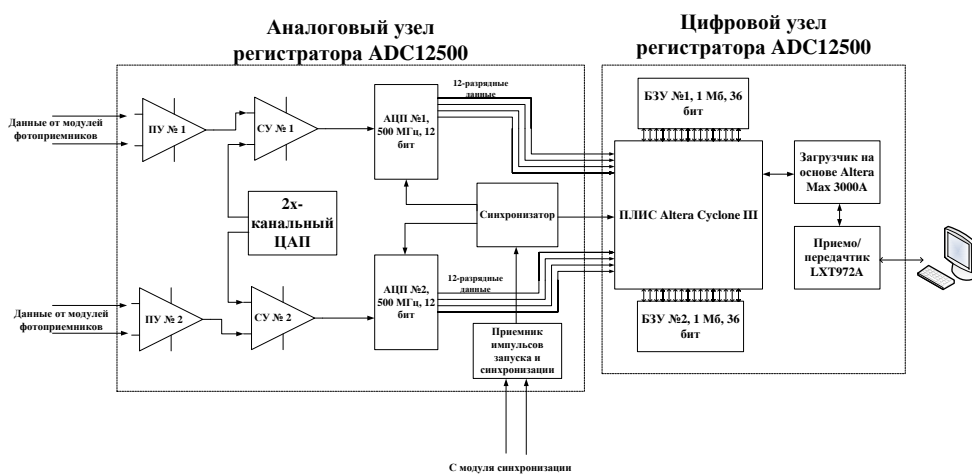 Аналоговый узел
регистратора ADC12500
Цифровой узел
регистратора ADC12500
Данные от модулей
фотоприемников
ПУ № 1
СУ № 1
АЦП №1,
500 МГц, 12
бит
12-разрядные
данные
БЗУ №1, 1 Мб, 36
бит
2х-
канальный
ЦАП
Синхронизатор
ПЛИС Altera Cyclone III
Загрузчик на
основе Altera
Max 3000A
Приемо/
передачтик
LXT972A
Данные от модулей
фотоприемников
ПУ № 2
СУ № 2
АЦП №2,
500 МГц, 12
бит
12-разрядные
данные
БЗУ №2, 1 Мб, 36
бит
Приемник
импульсов
запуска и
синхронизации
С модуля синхронизации